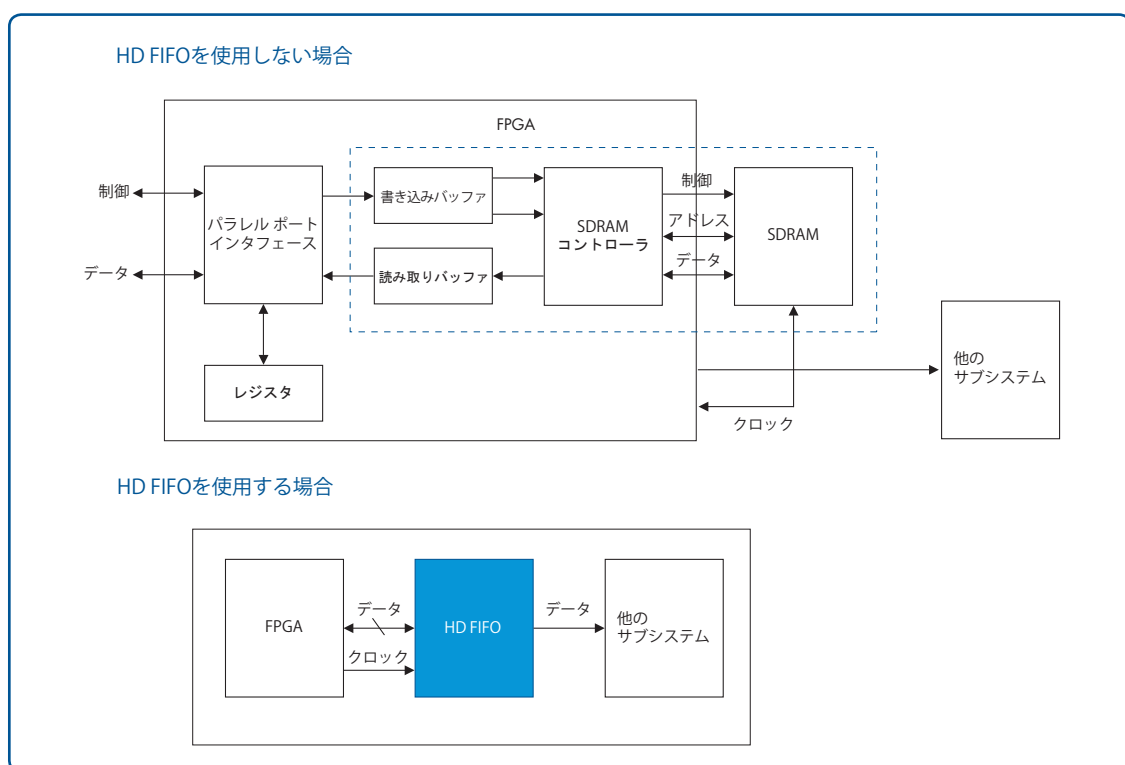 HD FIFOを使用しない場合
FPGA
制御
データ
パラレル ポート
インタフェース
書き込みバッファ
読み取りバッファ
SDRAM
コントローラ
制御
アドレス
データ
SDRAM
レジスタ
クロック
他の
サブシステム
HD FIFOを使用する場合
FPGA
データ
クロック
HD FIFO
データ
他の
サブシステム